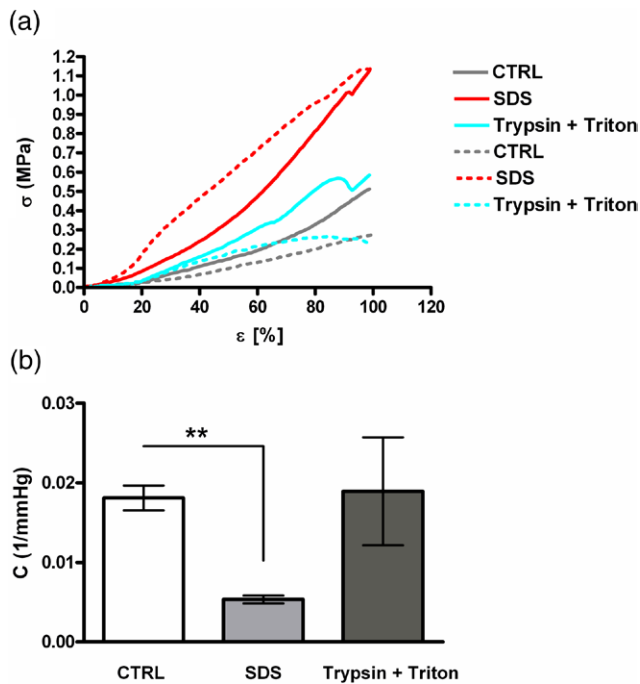 (a)
1.2
1.1
1.0
0.9
0.8
0.7
0.6
0.5
0.4
0.3
0.2
0.1
0.0
σ (MPa)
0 20 40 60 80 100 120
ε [%]
CTRL
SDS
Trypsin + Triton
CTRL
SDS
Trypsin + Triton
(b)
0.03
0.02
0.01
0.00
C (1/mmHg)
**
CTRL SDS Trypsin + Triton